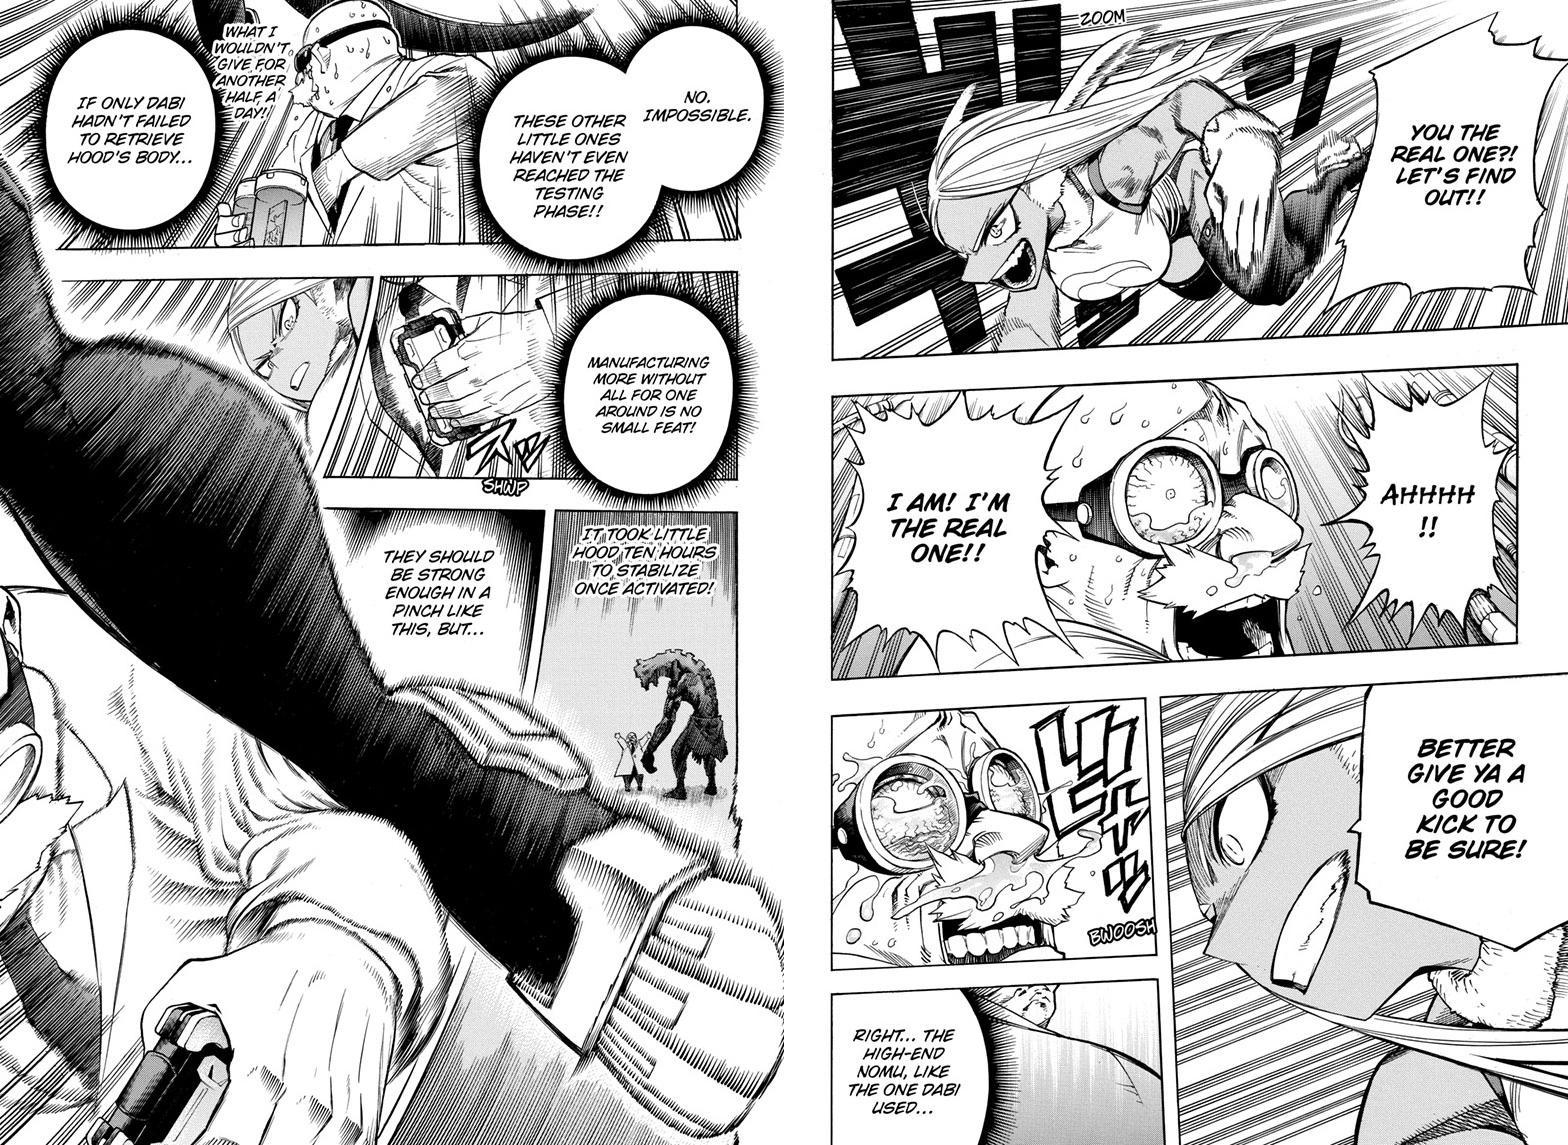 ZOOM
YOU THE
REAL ONE?!
LET'S FIND
OUT!!
AHHHH
!!
I AM! I'M
THE REAL
ONE!!
BETTER
GIVE YA A
GOOD
KICK TO
BE SURE!
BWOOSH
RIGHT... THE
HIGH-END
NOMU, LIKE
THE ONE DABI
USED...
NO.
IMPOSSIBLE.
THESE OTHER
LITTLE ONES
HAVEN'T EVEN
REACHED THE
TESTING
PHASE!!
WHAT I
WOULDN'T
GIVE FOR
ANOTHER
HALF A
DAY!!
IF ONLY DABI
HADN'T FAILED
TO RETRIEVE
HOOD'S BODY...
MANUFACTURING
MORE WITHOUT
ALL FOR ONE
AROUND IS NO
SMALL FEAT!
SHWP
IT TOOK LITTLE
HOOD TEN HOURS
TO STABILIZE
ONCE ACTIVATED!
THEY SHOULD
BE STRONG
ENOUGH IN A
PINCH LIKE
THIS, BUT...